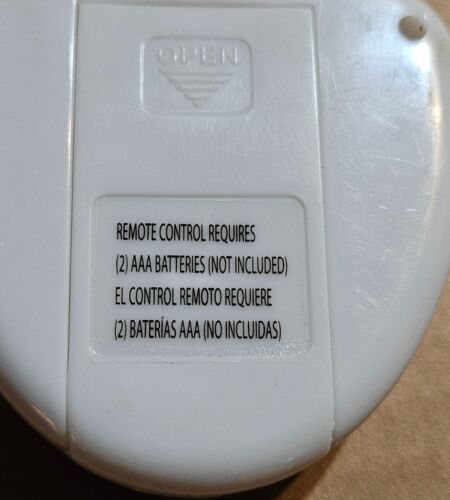 OPEN
REMOTE CONTROL REQUIRES
(2) AAA BATTERIES (NOT INCLUDED)
EL CONTROL REMOTO REQUIERE
(2) BATERÍAS AAA (NO INCLUIDAS)